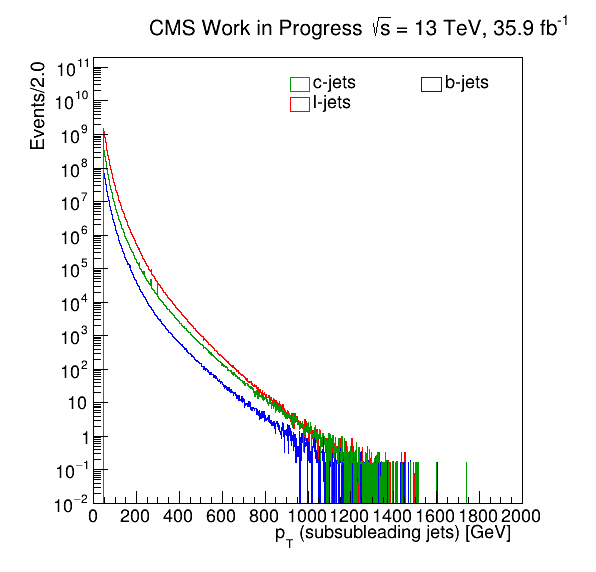 CMS Work in Progress √s = 13 TeV, 35.9 fb⁻¹
Events/2.0
c-jets
b-jets
l-jets
10¹¹
10¹⁰
10⁹
10⁸
10⁷
10⁶
10⁵
10⁴
10³
10²
10
1
10⁻¹
10⁻²
0 200 400 600 800 1000 1200 1400 1600 1800 2000
p_T (subsubleading jets) [GeV]